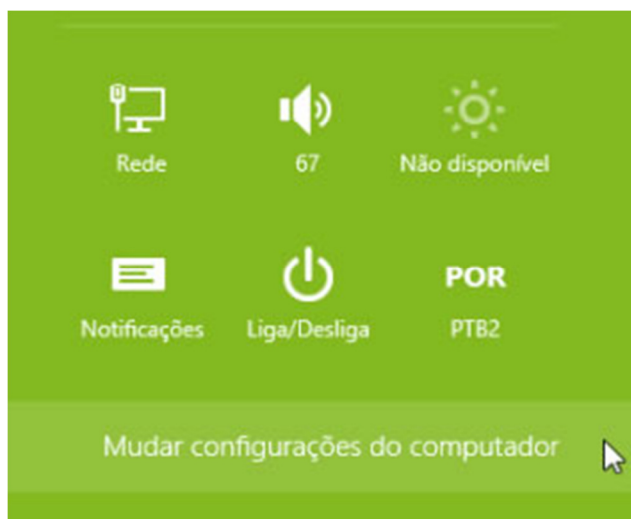 Rede
67
Não disponível
POR
Notificações
Liga/Desliga
PTB2
Mudar configurações do computador